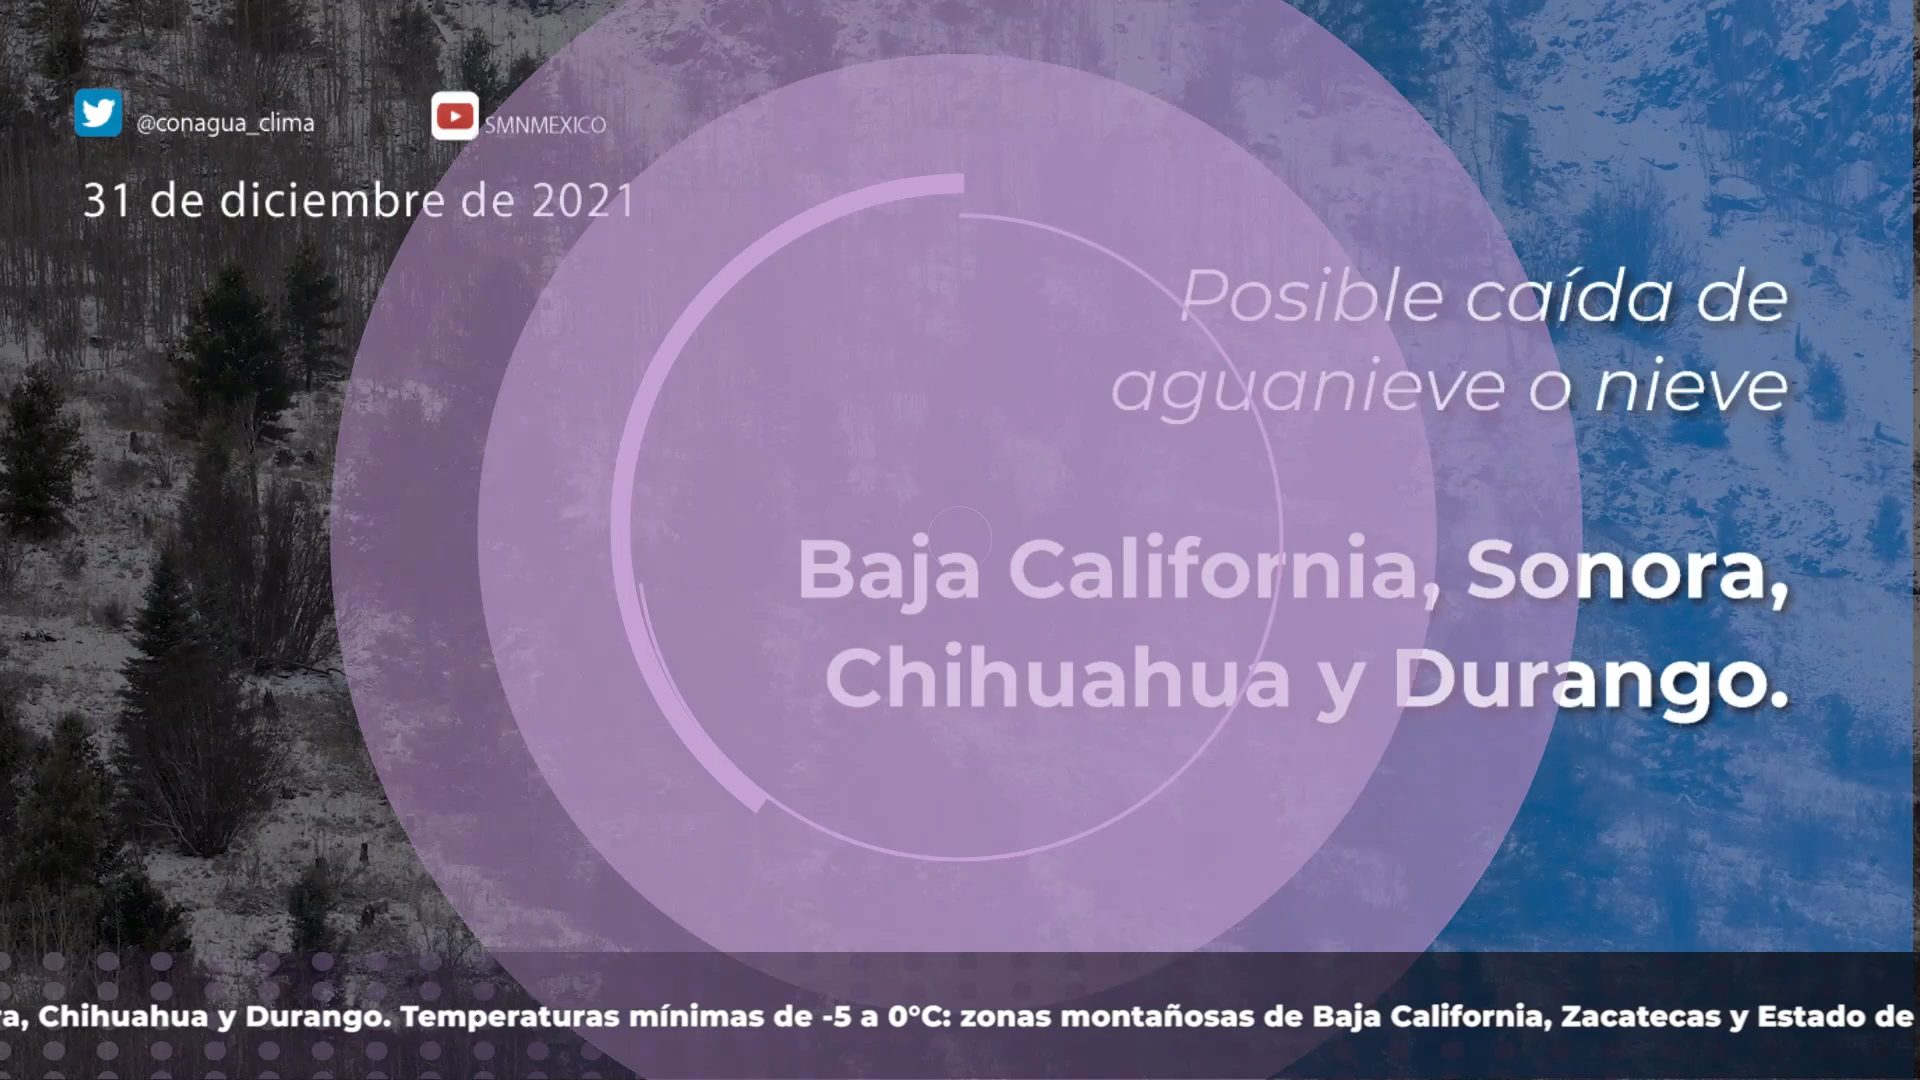 @conagua_clima
SMNMEXICO
31 de diciembre de 2021
Posible caída de
aguanieve o nieve
Baja California, Sonora,
Chihuahua y Durango.
Chihuahua y Durango. Temperaturas mínimas de -5 a 0°C: zonas montañosas de Baja California, Zacatecas y Estado de